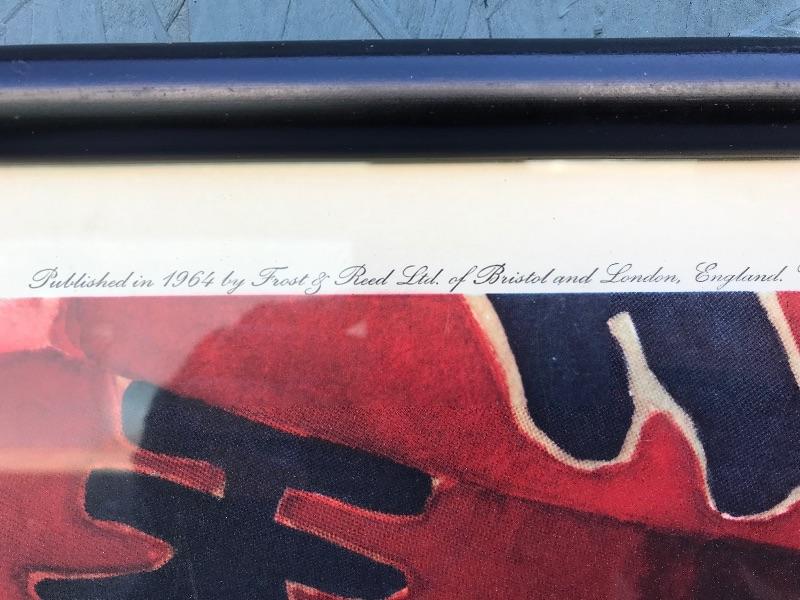 Published in 1964 by Frost & Reed Ltd. of Bristol and London, England.